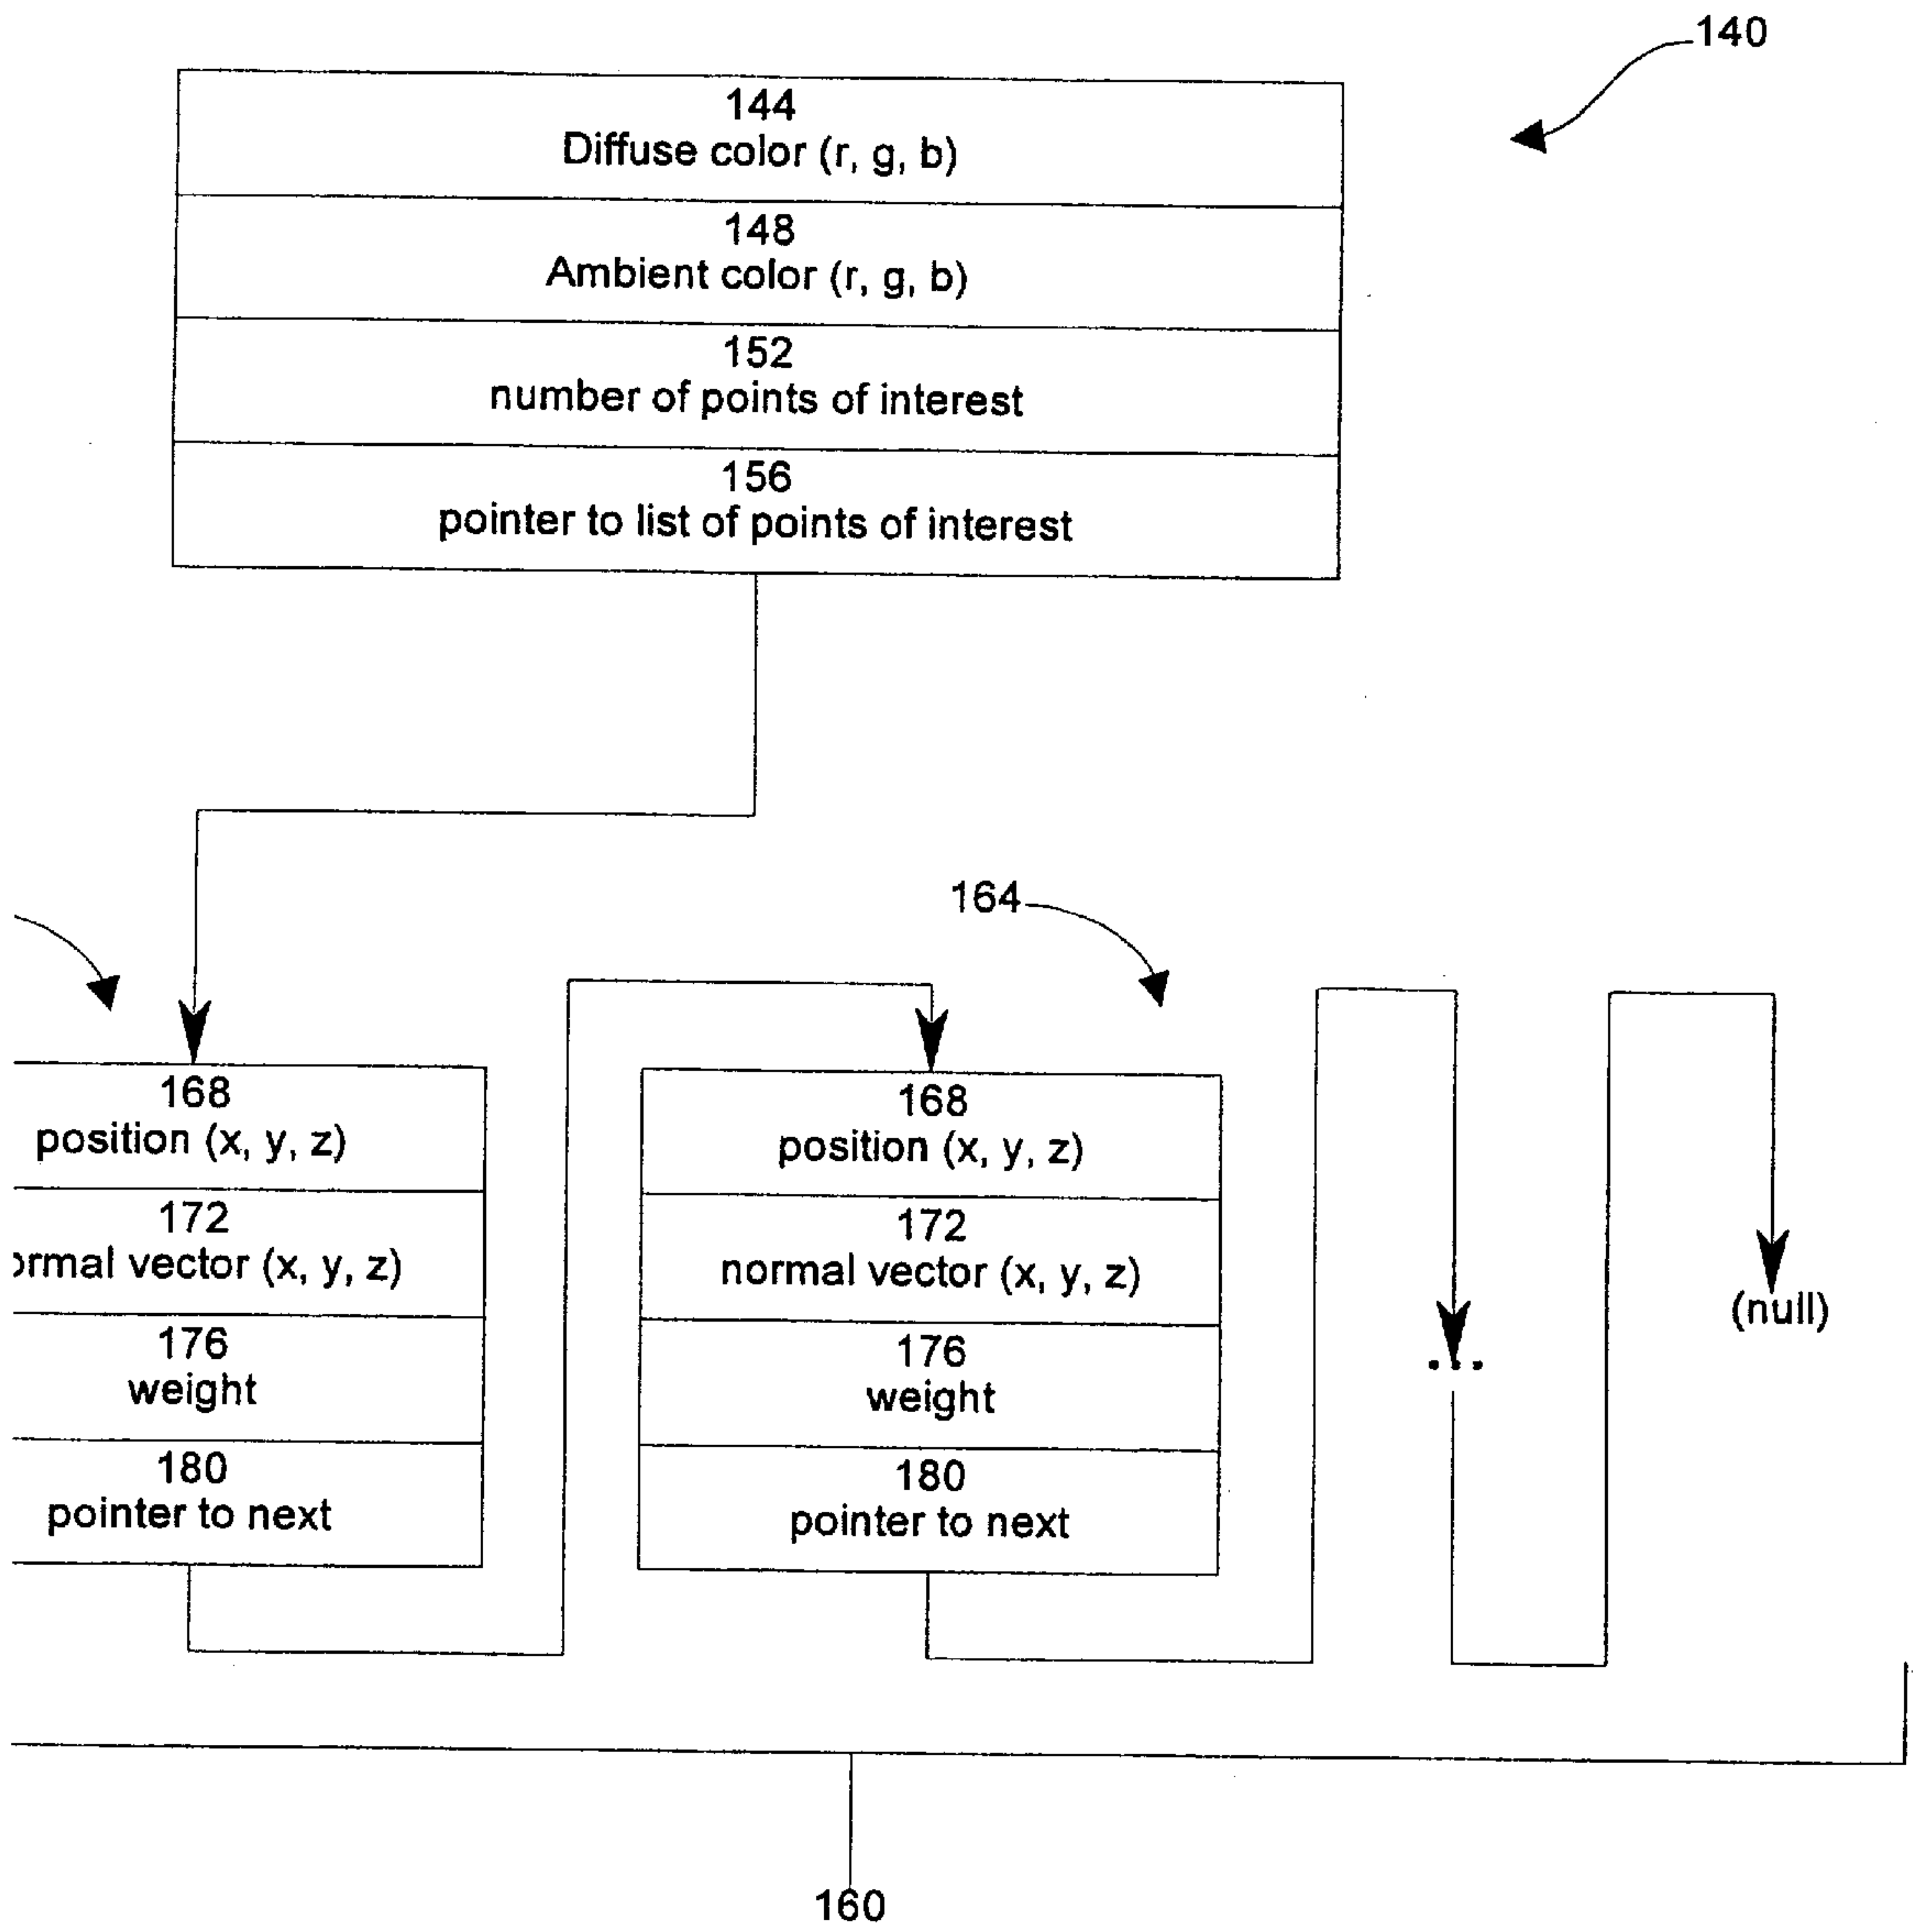 140
144
Diffuse color (r, g, b)
148
Ambient color (r, g, b)
152
number of points of interest
156
pointer to list of points of interest
164
168
position (x, y, z)
172
vector (x, y, z)
176
weight
180
pointer to next
168
position (x, y, z)
172
normal vector (x, y, z)
176
weight
180
pointer to next
...
(null)
160